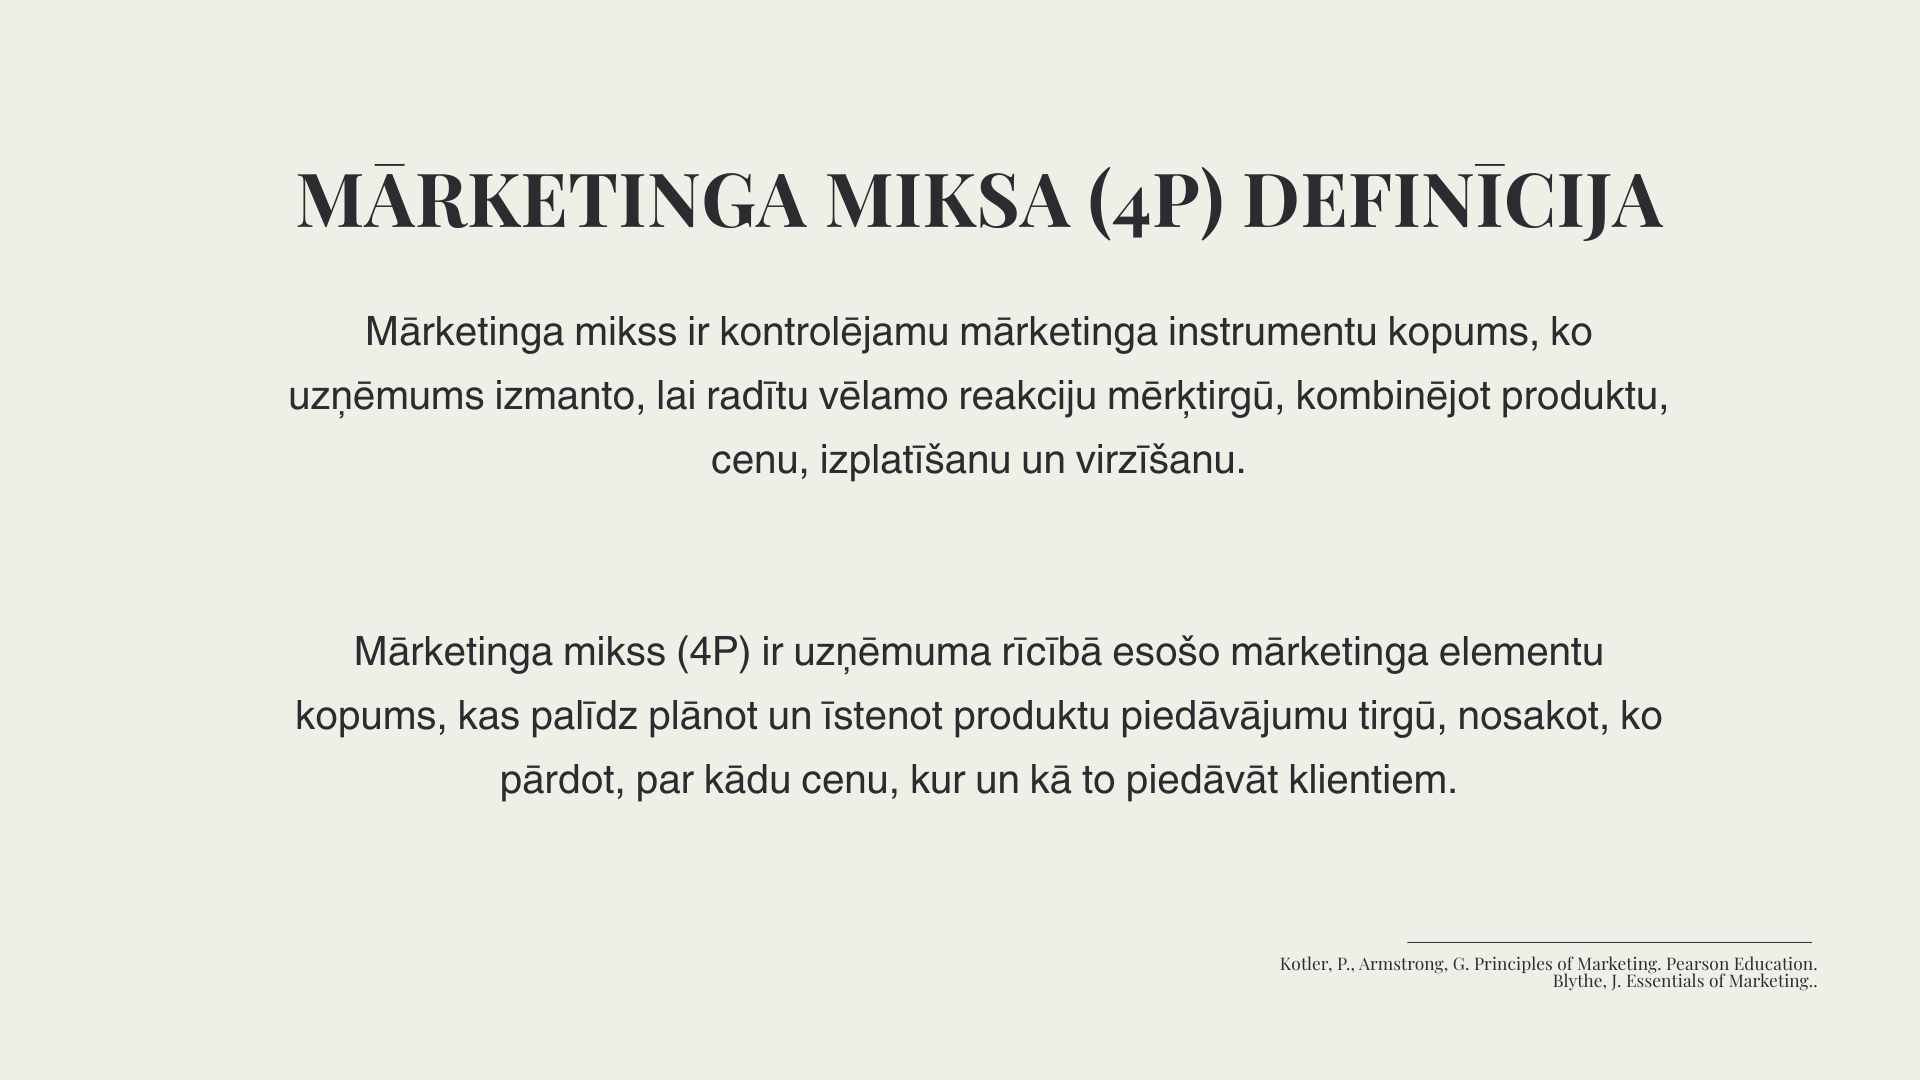 MĀRKETINGA MIKSA (4P) DEFINĪCIJA
Mārketinga mikss ir kontrolējamu mārketinga instrumentu kopums, ko
uzņēmums izmanto, lai radītu vēlamo reakciju mērķtirgū, kombinējot produktu,
cenu, izplatīšanu un virzīšanu.
Mārketinga mikss (4P) ir uzņēmuma rīcībā esošo mārketinga elementu
kopums, kas palīdz plānot un īstenot produktu piedāvājumu tirgū, nosakot, ko
pārdot, par kādu cenu, kur un kā to piedāvāt klientiem.
Kotler, P., Armstrong, G. Principles of Marketing. Pearson Education.
Blythe, J. Essentials of Marketing..